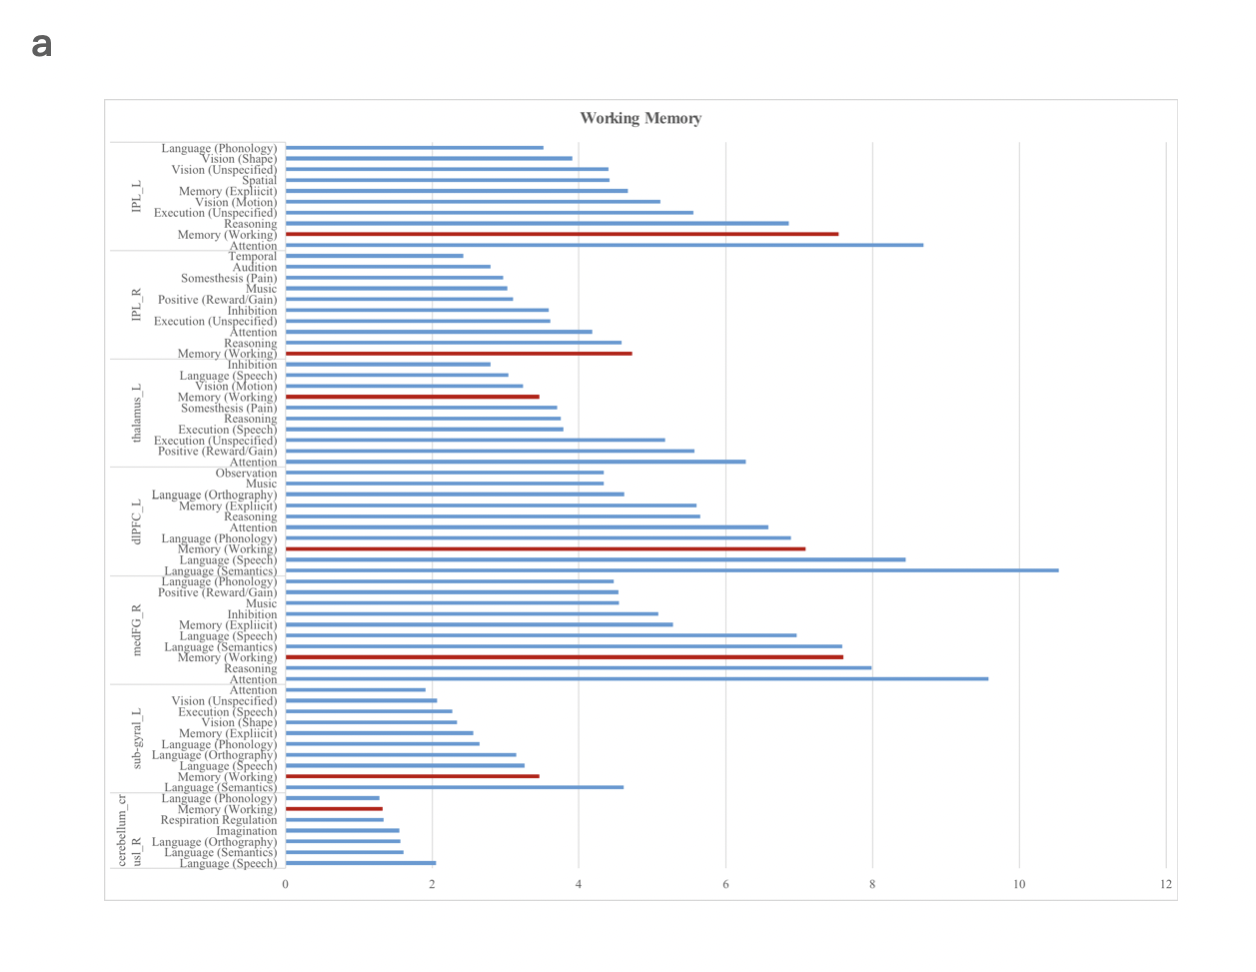 a
Working Memory
IPL_L
Language (Phonology)
Vision (Shape)
Vision (Unspecified)
Spatial
Memory (Expliicit)
Vision (Motion)
Execution (Unspecified)
Reasoning
Memory (Working)
Attention
IPL_R
Temporal
Audition
Somesthesis (Pain)
Music
Positive (Reward/Gain)
Inhibition
Execution (Unspecified)
Attention
Reasoning
Memory (Working)
thalamus_L
Inhibition
Language (Speech)
Vision (Motion)
Memory (Working)
Somesthesis (Pain)
Reasoning
Execution (Speech)
Execution (Unspecified)
Positive (Reward/Gain)
Attention
dlPFC_L
Observation
Music
Language (Orthography)
Memory (Expliicit)
Reasoning
Attention
Language (Phonology)
Memory (Working)
Language (Speech)
Language (Semantics)
medFG_R
Language (Phonology)
Positive (Reward/Gain)
Music
Inhibition
Memory (Expliicit)
Language (Speech)
Language (Semantics)
Memory (Working)
Reasoning
Attention
sub-gyral_L
Attention
Vision (Unspecified)
Execution (Speech)
Vision (Shape)
Memory (Expliicit)
Language (Phonology)
Language (Orthography)
Language (Speech)
Memory (Working)
Language (Semantics)
cerebellum_cr
usl_R
Language (Phonology)
Memory (Working)
Respiration Regulation
Imagination
Language (Orthography)
Language (Semantics)
Language (Speech)
0 2 4 6 8 10 12